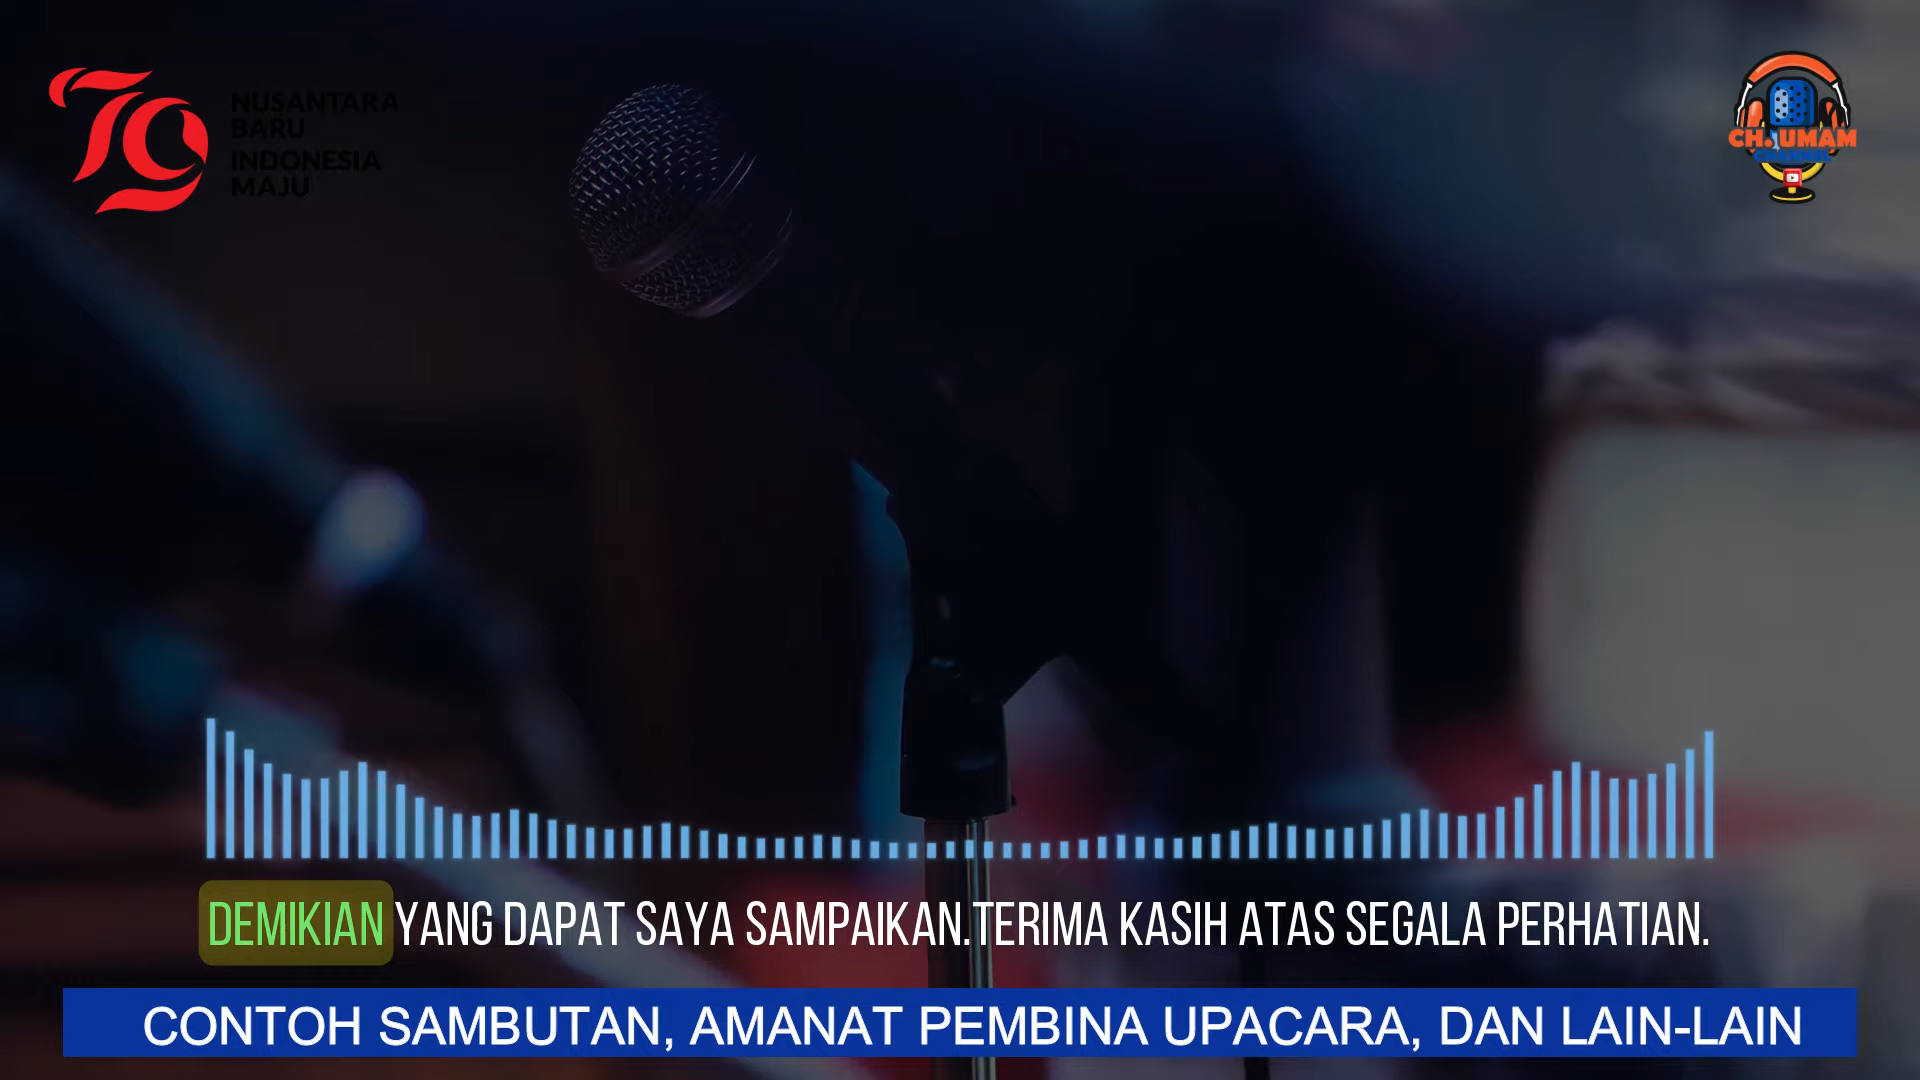 79
NUSANTARA
BARU
INDONESIA
MAJU
CH. UMAM
CHANNEL
DEMIKIAN YANG DAPAT SAYA SAMPAIKAN.TERIMA KASIH ATAS SEGALA PERHATIAN.
CONTOH SAMBUTAN, AMANAT PEMBINA UPACARA, DAN LAIN-LAIN